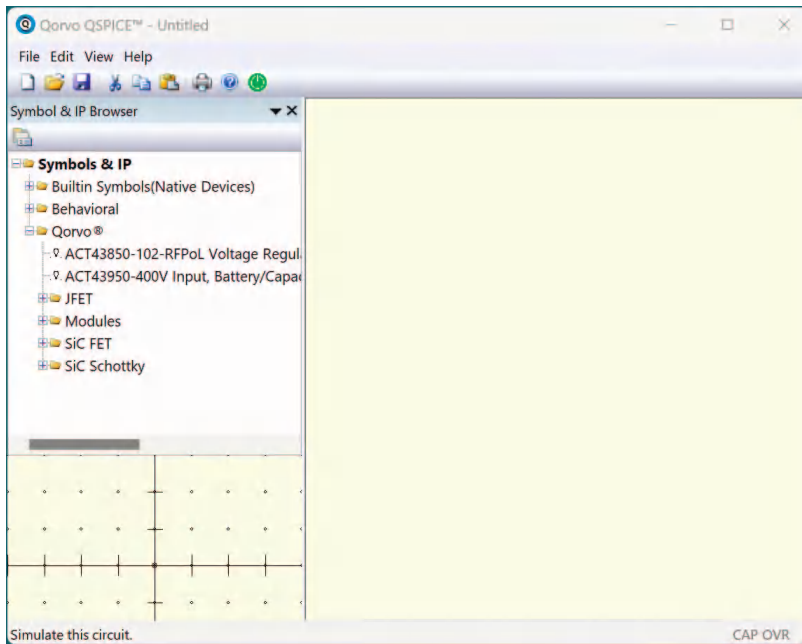 Qorvo QSPICE™ - Untitled
File Edit View Help
Symbol & IP Browser
Symbols & IP
Builtin Symbols(Native Devices)
Behavioral
Qorvo®
ACT43850-102-RFPoL Voltage Regul
ACT43950-400V Input, Battery/Capac
JFET
Modules
SiC FET
SiC Schottky
Simulate this circuit.
CAP OVR